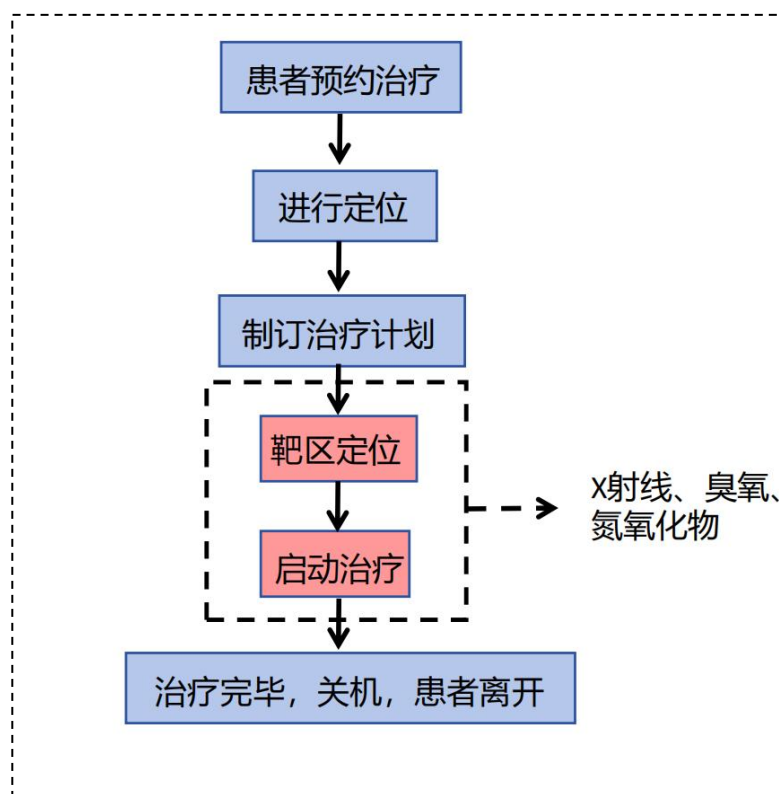 患者预约治疗
进行定位
制订治疗计划
靶区定位
X射线、臭氧、
氮氧化物
启动治疗
治疗完毕，关机，患者离开